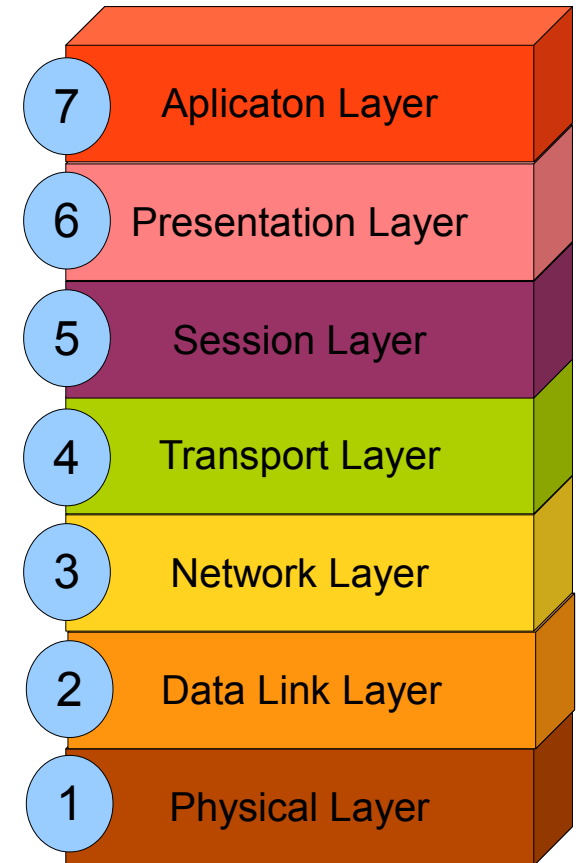 7 Aplicaton Layer
6 Presentation Layer
5 Session Layer
4 Transport Layer
3 Network Layer
2 Data Link Layer
1 Physical Layer